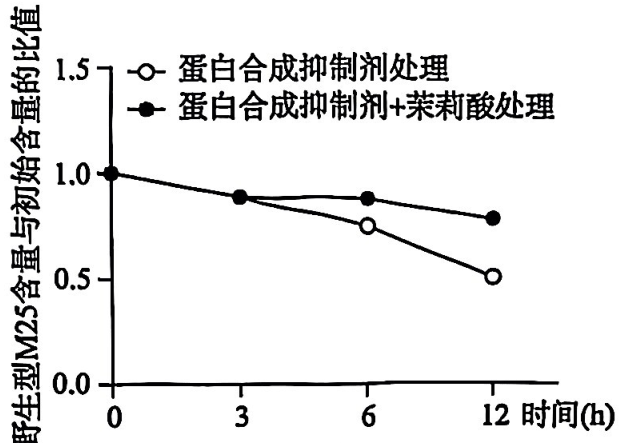 野生型M25含量与初始含量的比值
1.5
蛋白合成抑制剂处理
蛋白合成抑制剂+茉莉酸处理
1.0
0.5
0.0
0 3 6 12 时间(h)